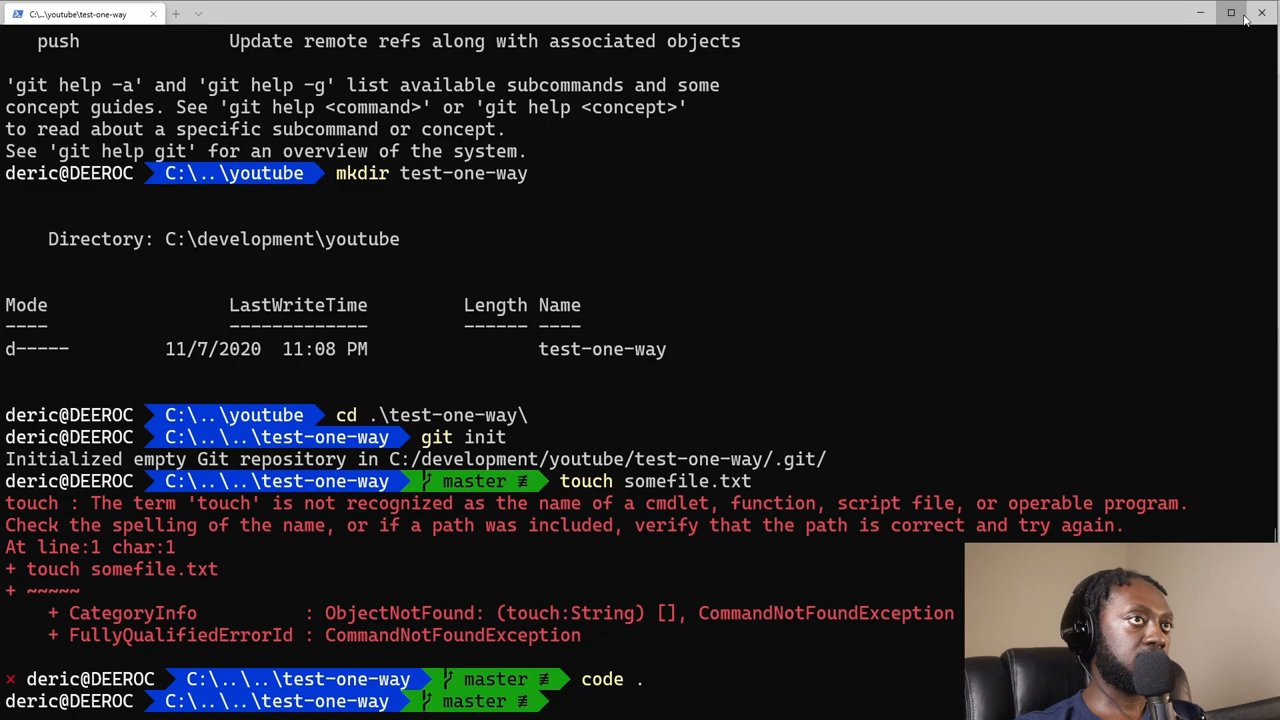 C:\...\youtube\test-one-way
push Update remote refs along with associated objects
'git help -a' and 'git help -g' list available subcommands and some
concept guides. See 'git help <command>' or 'git help <concept>'
to read about a specific subcommand or concept.
See 'git help git' for an overview of the system.
deric@DEEROC C:\..\youtube mkdir test-one-way
Directory: C:\development\youtube
Mode LastWriteTime Length Name
---- ------------- ------ ----
d----- 11/7/2020 11:08 PM test-one-way
deric@DEEROC C:\..\youtube cd .\test-one-way\
deric@DEEROC C:\..\..\test-one-way git init
Initialized empty Git repository in C:/development/youtube/test-one-way/.git/
deric@DEEROC C:\..\..\test-one-way master ≢ touch somefile.txt
touch : The term 'touch' is not recognized as the name of a cmdlet, function, script file, or operable program.
Check the spelling of the name, or if a path was included, verify that the path is correct and try again.
At line:1 char:1
+ touch somefile.txt
+ ~~~~~
+ CategoryInfo : ObjectNotFound: (touch:String) [], CommandNotFoundException
+ FullyQualifiedErrorId : CommandNotFoundException
× deric@DEEROC C:\..\..\test-one-way master ≢ code .
deric@DEEROC C:\..\..\test-one-way master ≢